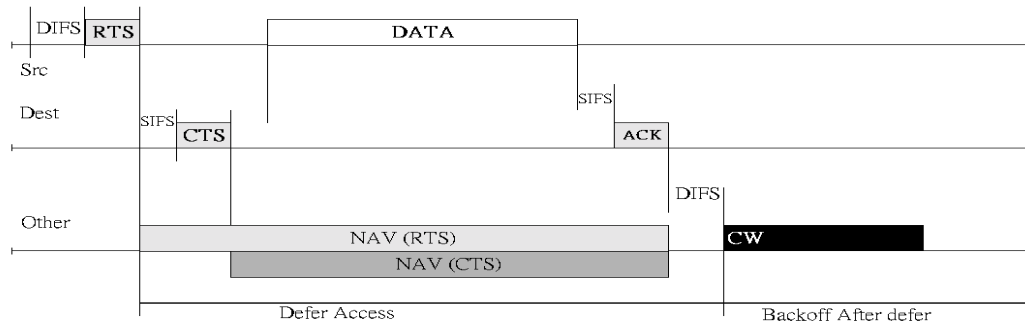 DIFS RTS DATA
Src
SIFS
Dest
SIFS CTS ACK
DIFS
Other
NAV (RTS) CW
NAV (CTS)
Defer Access Backoff After defer